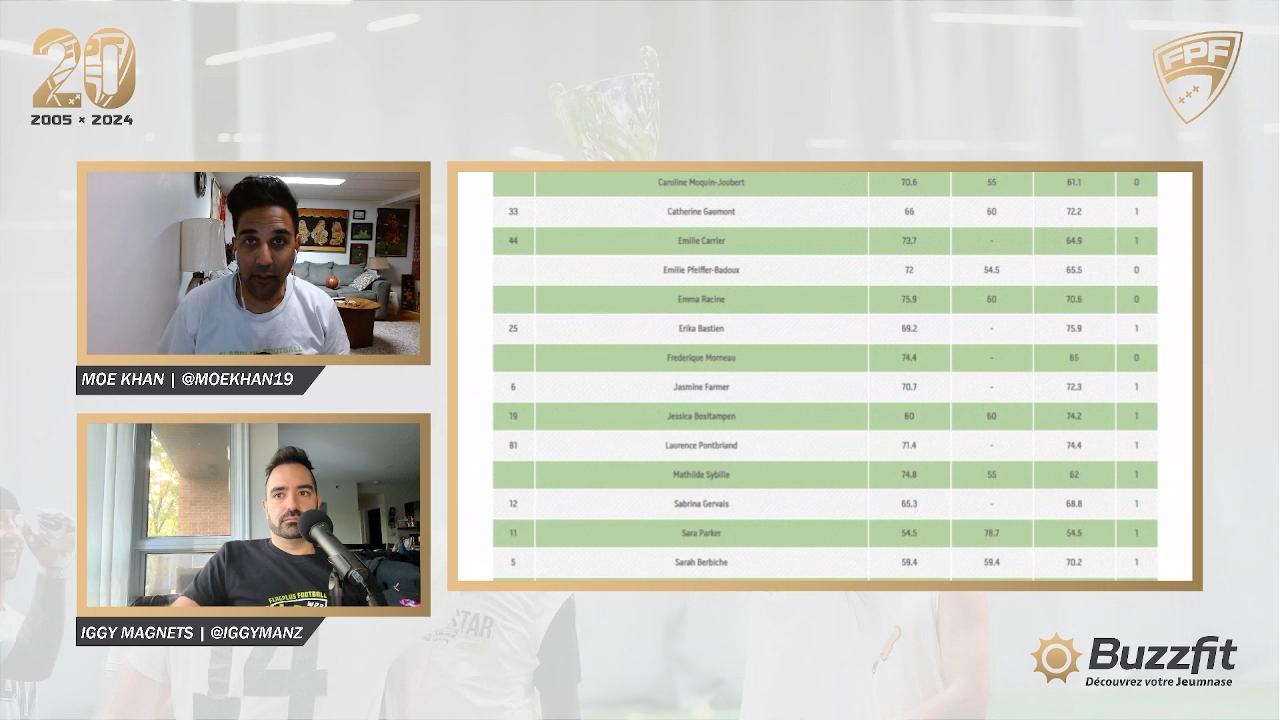 20
2005 × 2024
FPF
MOE KHAN | @MOEKHAN19
IGGY MAGNETS | @IGGYMANZ
FLAGPLUS FOOTBALL
Caroline Moquin-Joubert 70.6 55 61.1 0
33 Catherine Gaumont 66 60 72.2 1
44 Emilie Carrier 73.7 - 64.9 1
Emilie Pfeiffer-Badoux 72 54.5 65.5 0
Emma Racine 75.9 60 70.6 0
25 Erika Bastien 69.2 - 75.9 1
Frederique Morneau 74.4 - 65 0
6 Jasmine Farmer 70.7 - 72.3 1
19 Jessica Bositampen 60 60 74.2 1
81 Laurence Pontbriand 71.4 - 74.4 1
Mathilde Sybille 74.8 55 62 1
12 Sabrina Gervais 65.3 - 68.8 1
11 Sara Parker 54.5 78.7 54.5 1
5 Sarah Berbiche 59.4 59.4 70.2 1
STAR
14
Buzzfit
Découvrez votre Jeumnase